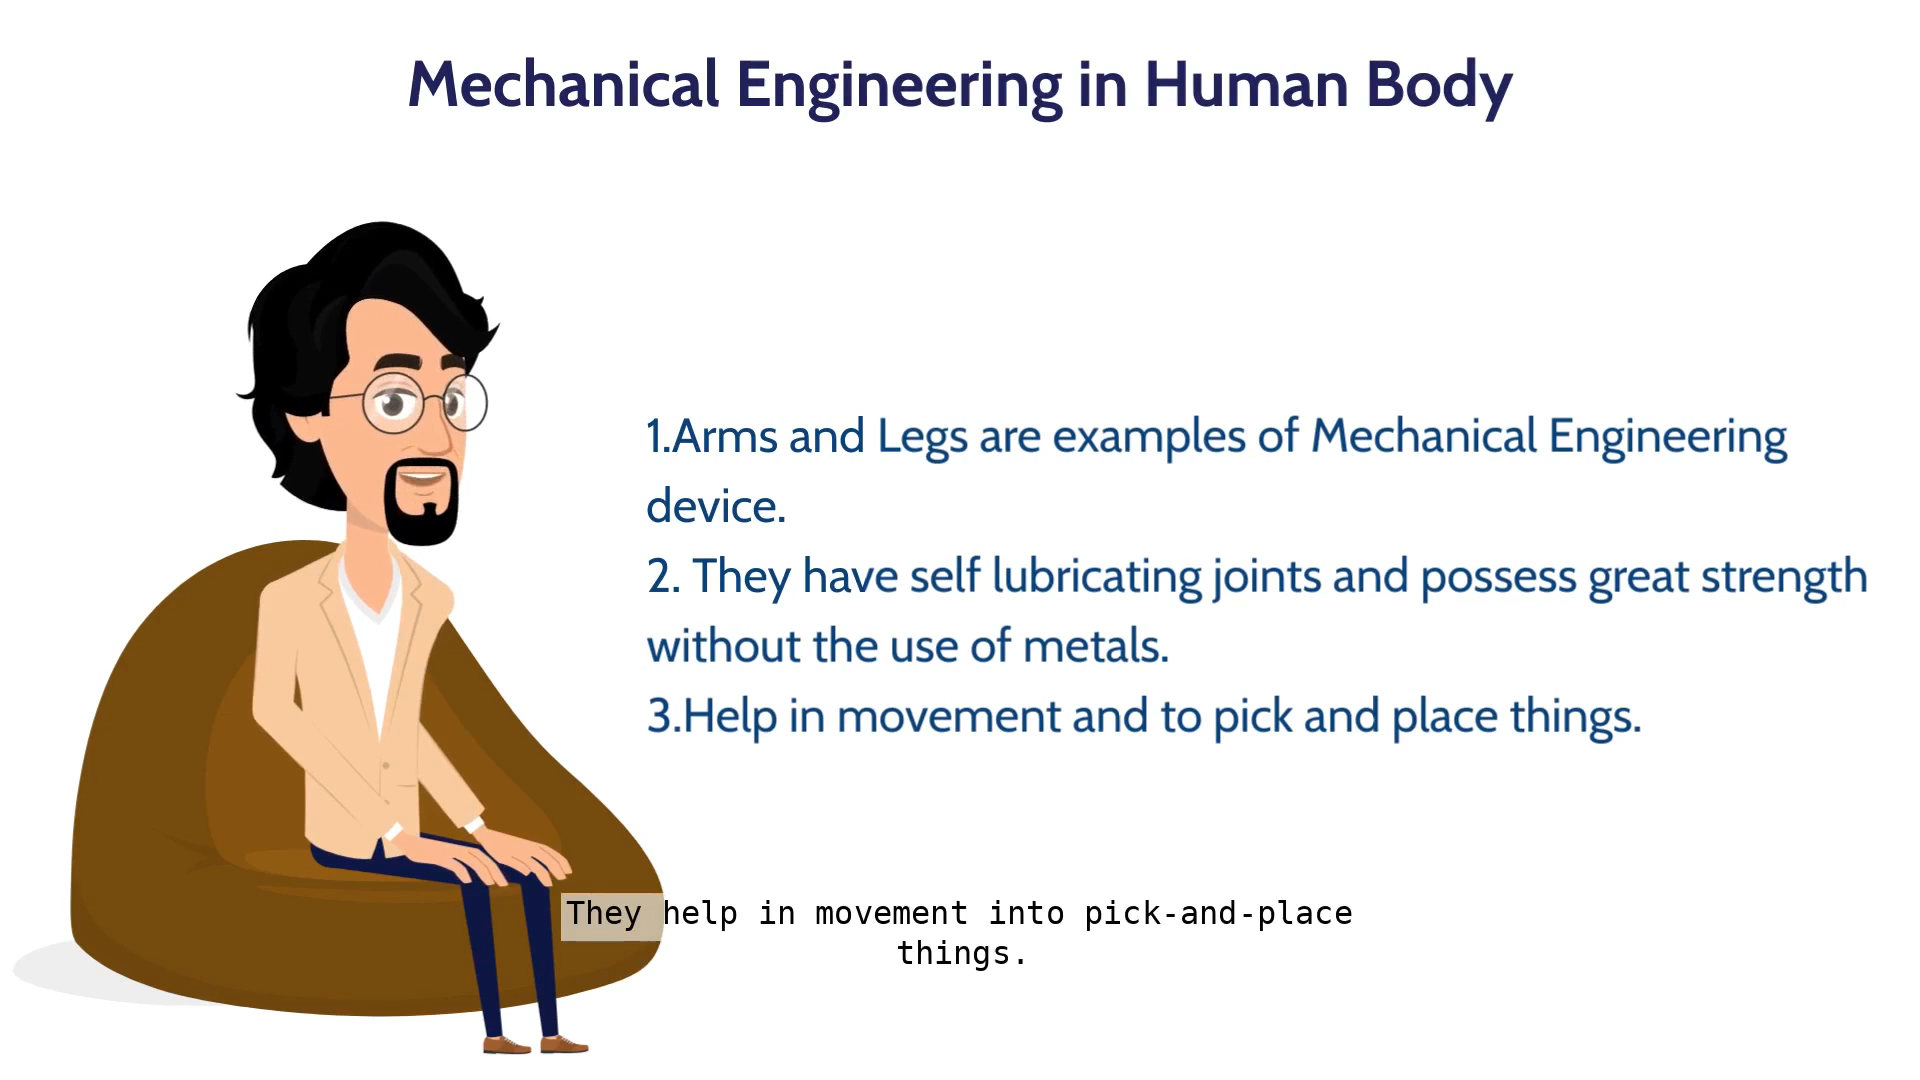 Mechanical Engineering in Human Body
1.Arms and Legs are examples of Mechanical Engineering
device.
2. They have self lubricating joints and possess great strength
without the use of metals.
3.Help in movement and to pick and place things.
They help in movement into pick-and-place
things.